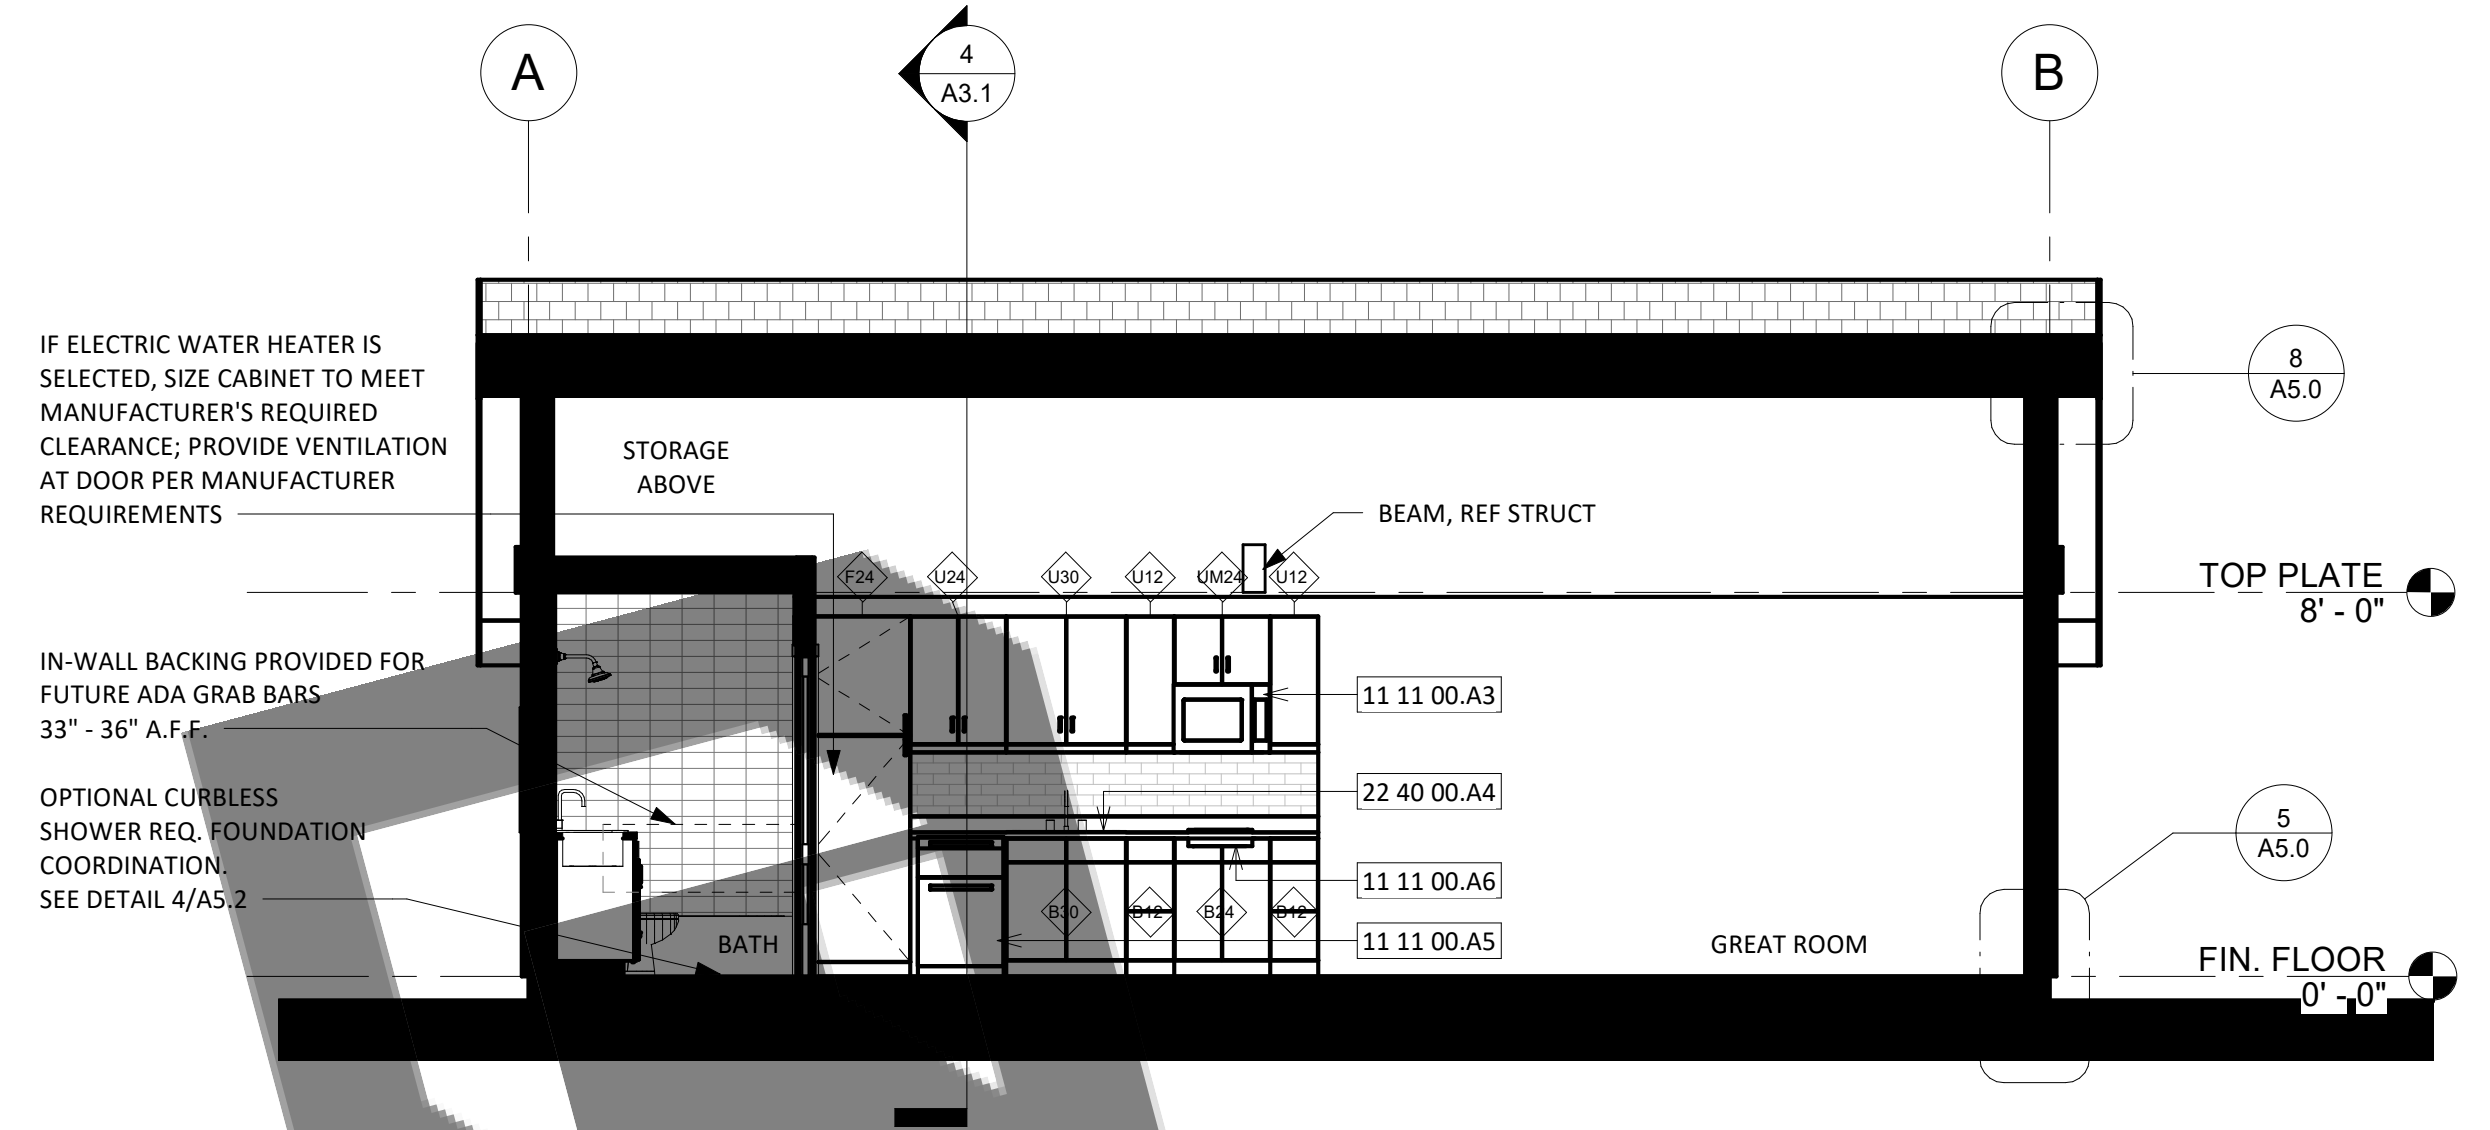 A
4
A3.1
B
IF ELECTRIC WATER HEATER IS
SELECTED, SIZE CABINET TO MEET
MANUFACTURER'S REQUIRED
CLEARANCE; PROVIDE VENTILATION
AT DOOR PER MANUFACTURER
REQUIREMENTS
STORAGE
ABOVE
8
A5.0
BEAM, REF STRUCT
F24
U24
U30
U12
UM24
U12
TOP PLATE
8' - 0"
IN-WALL BACKING PROVIDED FOR
FUTURE ADA GRAB BARS
33" - 36" A.F.F.
11 11 00.A3
22 40 00.A4
OPTIONAL CURBLESS
SHOWER REQ. FOUNDATION
COORDINATION.
SEE DETAIL 4/A5.2
5
A5.0
11 11 00.A6
B30
B12
B24
B12
11 11 00.A5
BATH
GREAT ROOM
FIN. FLOOR
0' - 0"